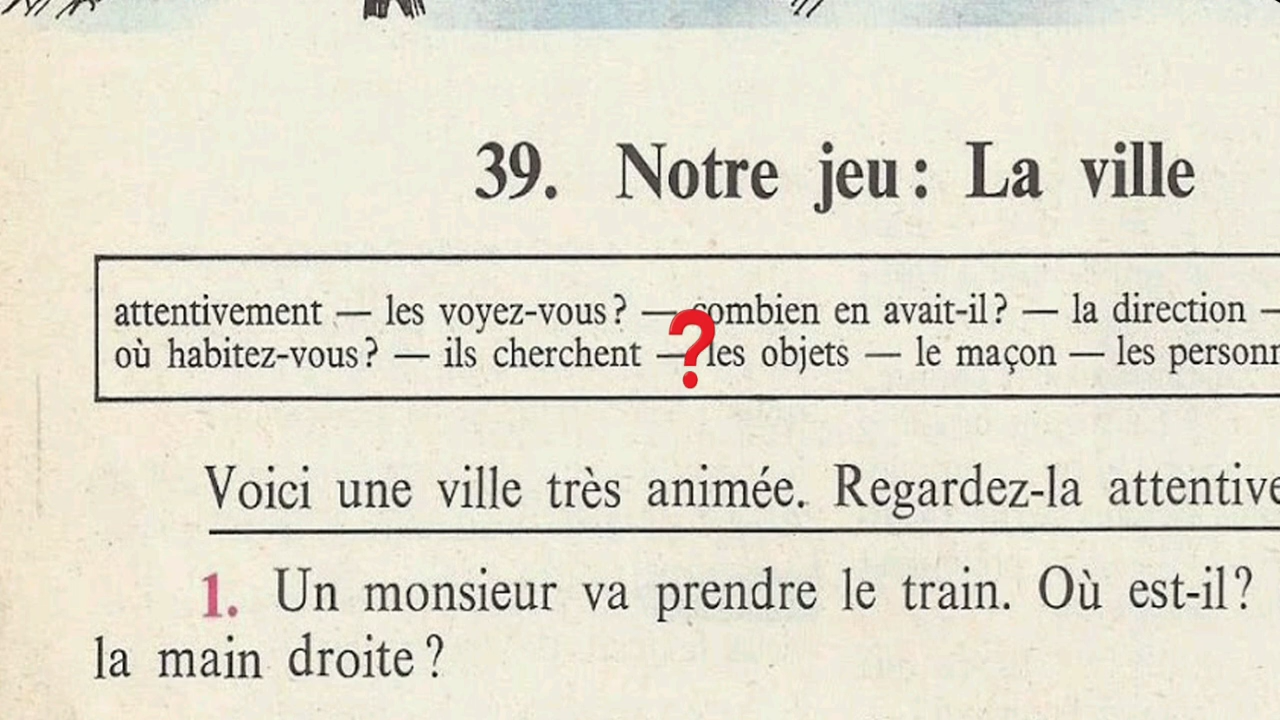 39. Notre jeu : La ville
attentivement — les voyez-vous ? — combien en avait-il ? — la direction —
où habitez-vous ? — ils cherchent — les objets — le maçon — les personn
Voici une ville très animée. Regardez-la attentive
1. Un monsieur va prendre le train. Où est-il ?
la main droite ?